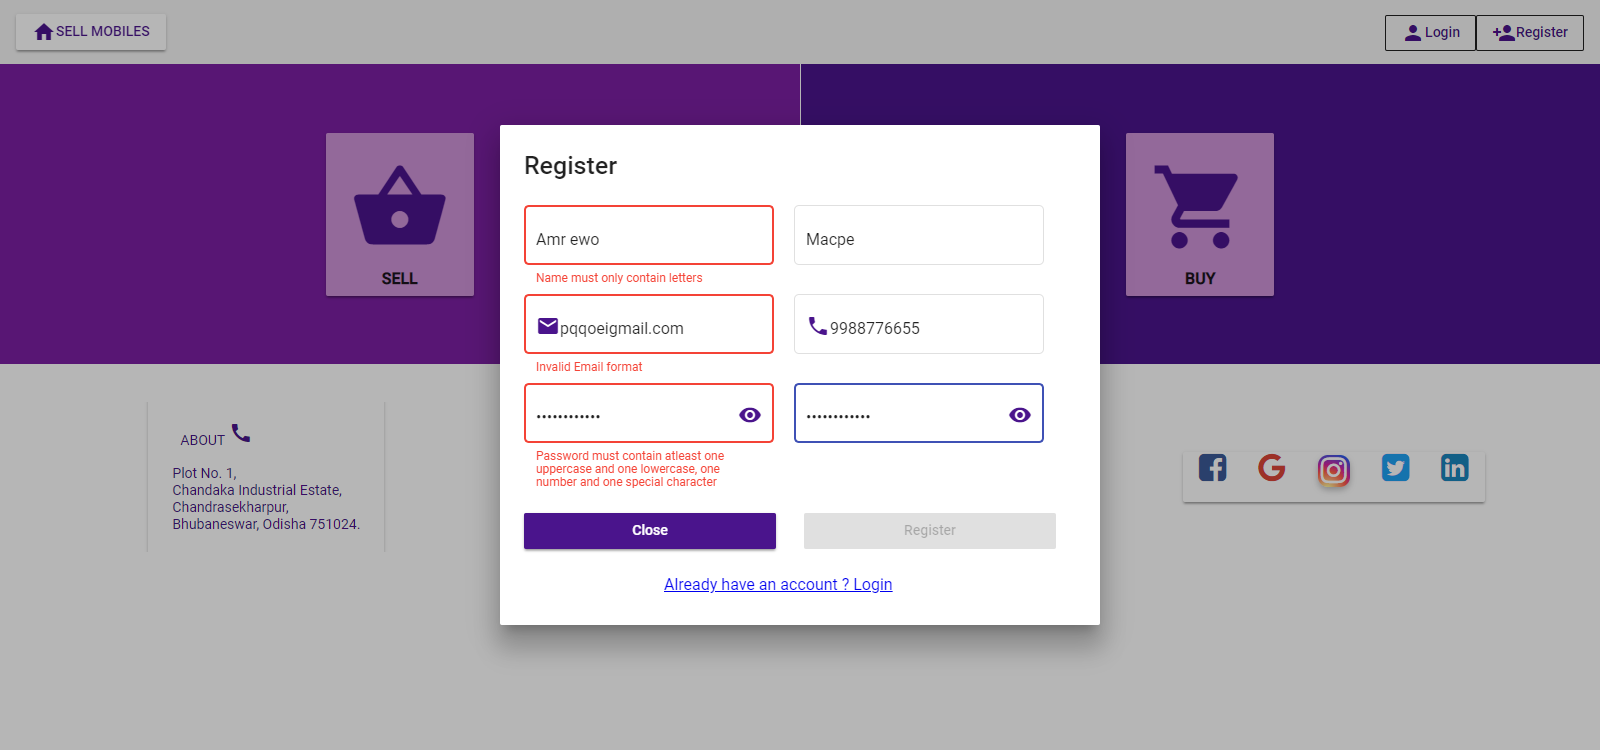 SELL MOBILES
Login
Register
SELL
BUY
Register
Amr ewo
Macpe
Name must only contain letters
pqqoeigmail.com
9988776655
Invalid Email format
••••••••••••
••••••••••••
Password must contain atleast one
uppercase and one lowercase, one
number and one special character
Close
Register
Already have an account ? Login
ABOUT
Plot No. 1,
Chandaka Industrial Estate,
Chandrasekharpur,
Bhubaneswar, Odisha 751024.